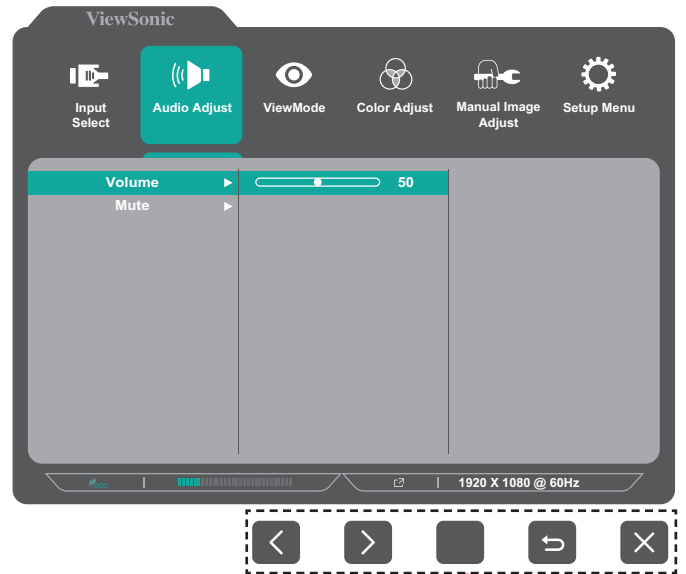 ViewSonic
Input
Select
Audio Adjust
ViewMode
Color Adjust
Manual Image
Adjust
Setup Menu
Volume
50
Mute
eco
1920 X 1080 @ 60Hz